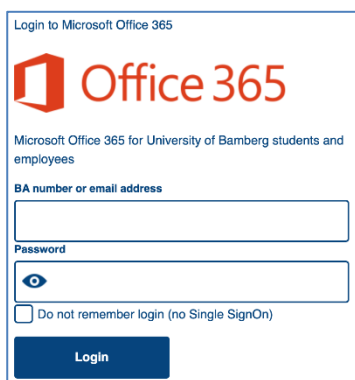 Login to Microsoft Office 365
Office 365
Microsoft Office 365 for University of Bamberg students and
employees
BA number or email address
Password
Do not remember login (no Single SignOn)
Login